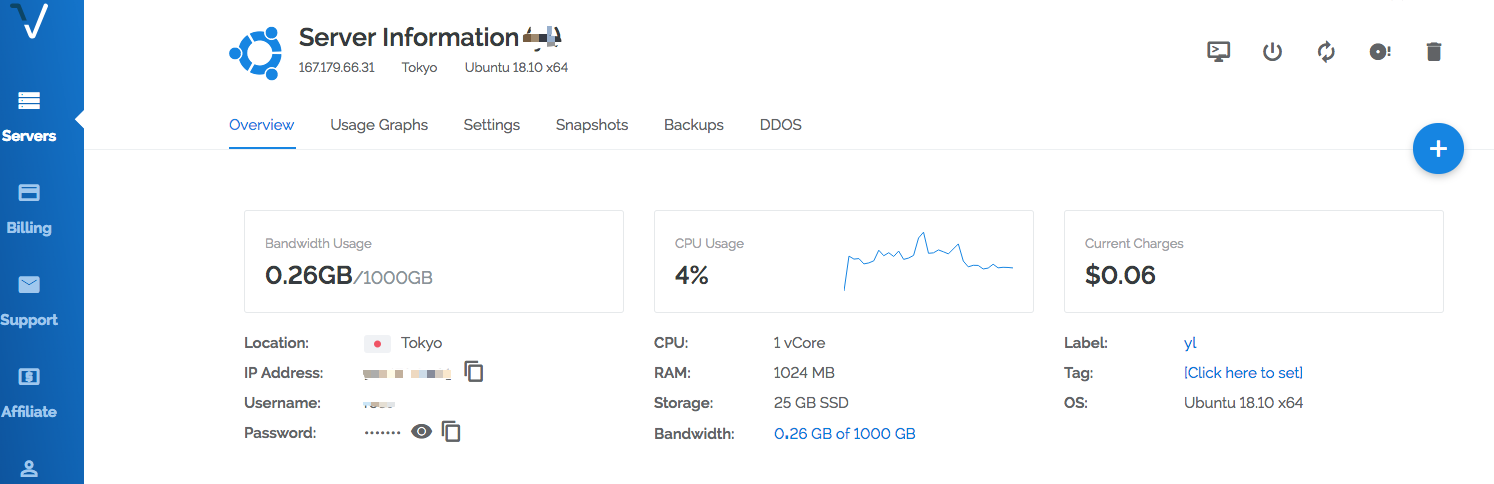 Server Information
167.179.66.31 Tokyo Ubuntu 18.10 x64
Overview Usage Graphs Settings Snapshots Backups DDOS
Servers
Billing
Support
Affiliate
Bandwidth Usage
0.26GB/1000GB
CPU Usage
4%
Current Charges
$0.06
Location: Tokyo
IP Address:
Username:
Password: •••••••
CPU: 1 vCore
RAM: 1024 MB
Storage: 25 GB SSD
Bandwidth: 0.26 GB of 1000 GB
Label: yl
Tag: [Click here to set]
OS: Ubuntu 18.10 x64